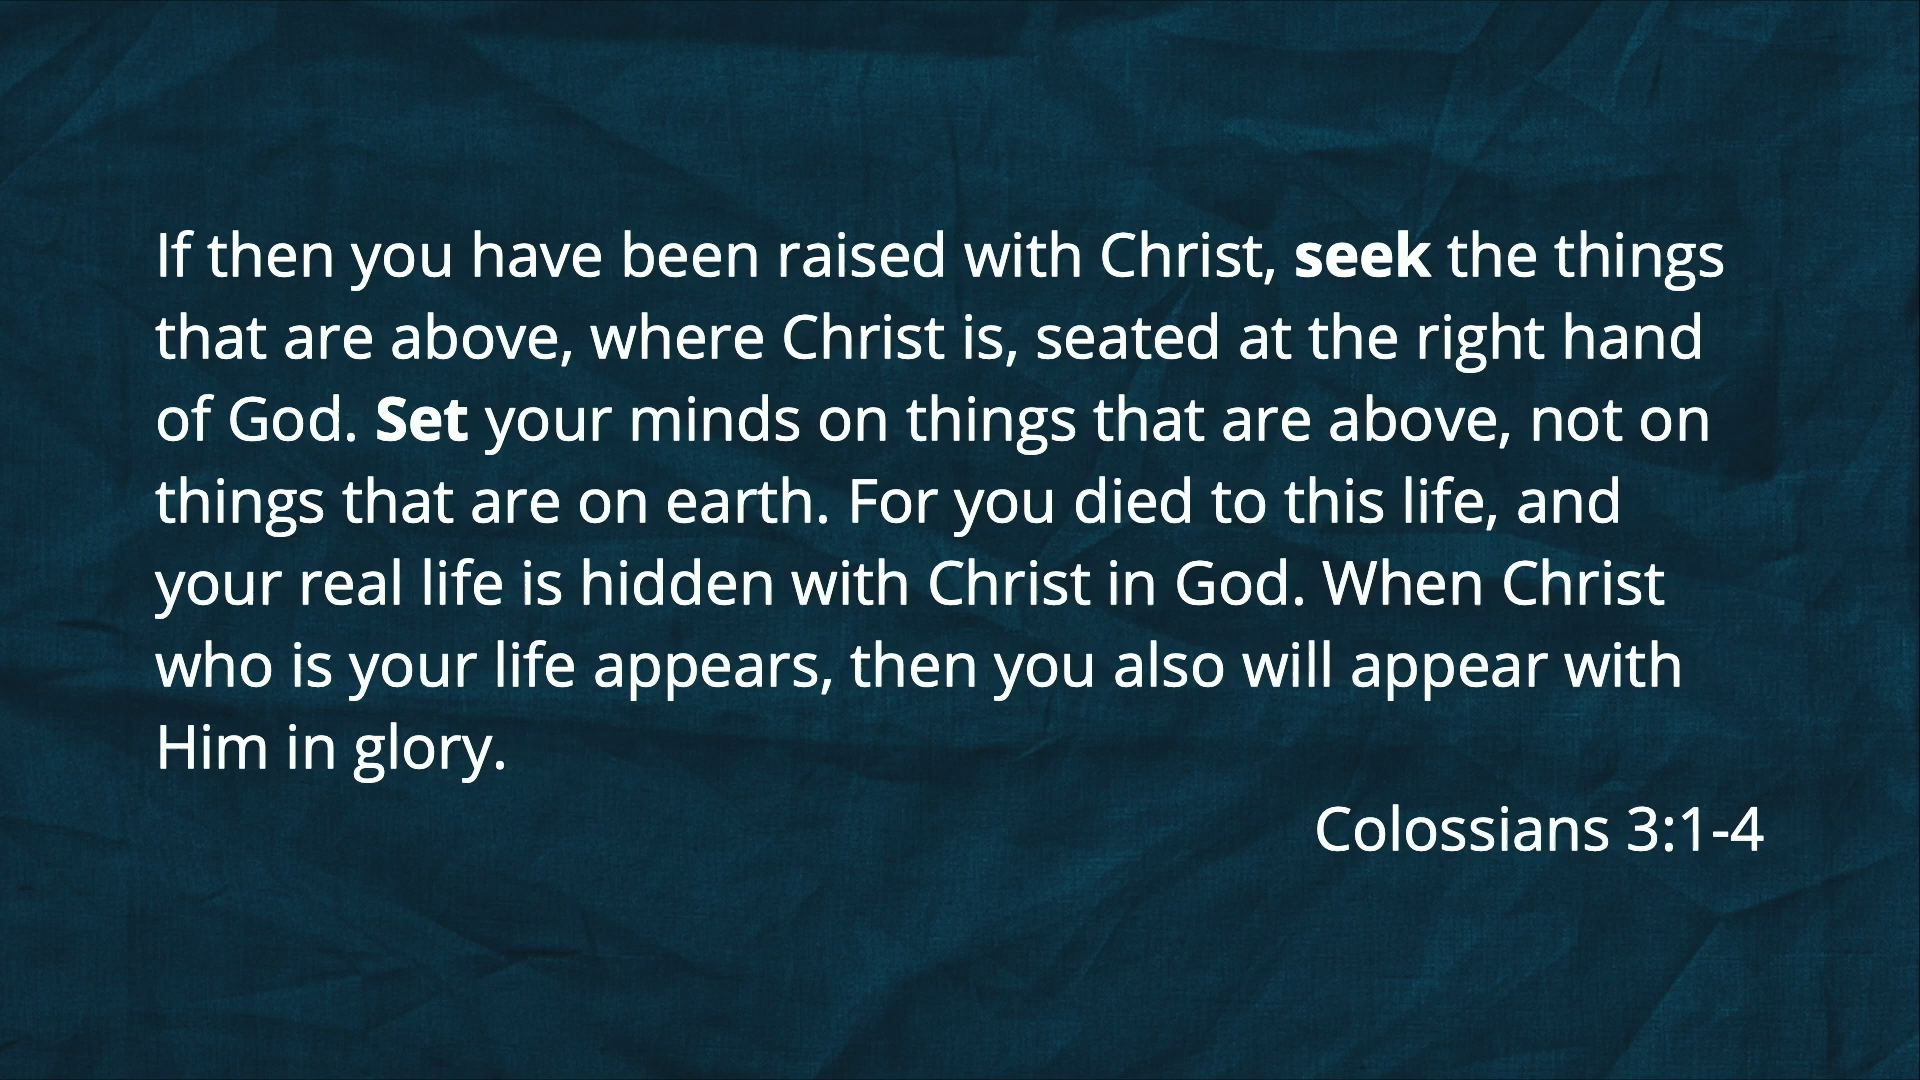 If then you have been raised with Christ, seek the things
that are above, where Christ is, seated at the right hand
of God. Set your minds on things that are above, not on
things that are on earth. For you died to this life, and
your real life is hidden with Christ in God. When Christ
who is your life appears, then you also will appear with
Him in glory.
Colossians 3:1-4